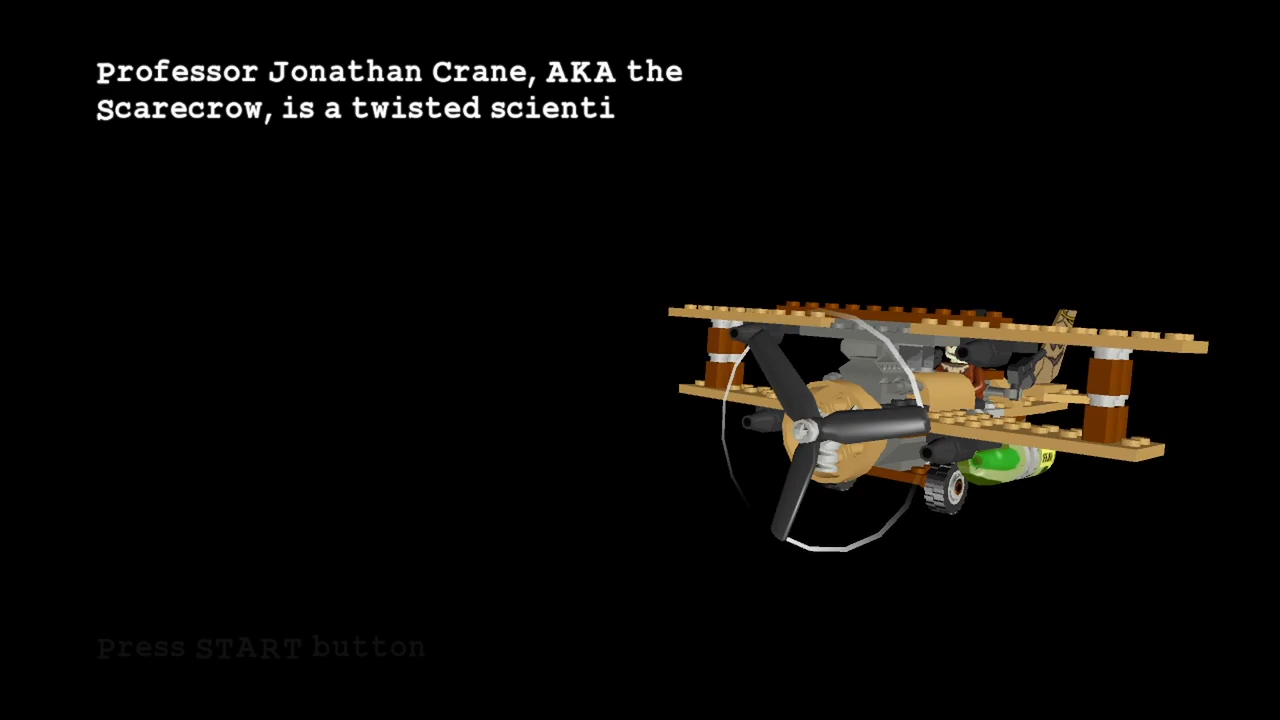 Professor Jonathan Crane, AKA the
Scarecrow, is a twisted scienti
Press START button